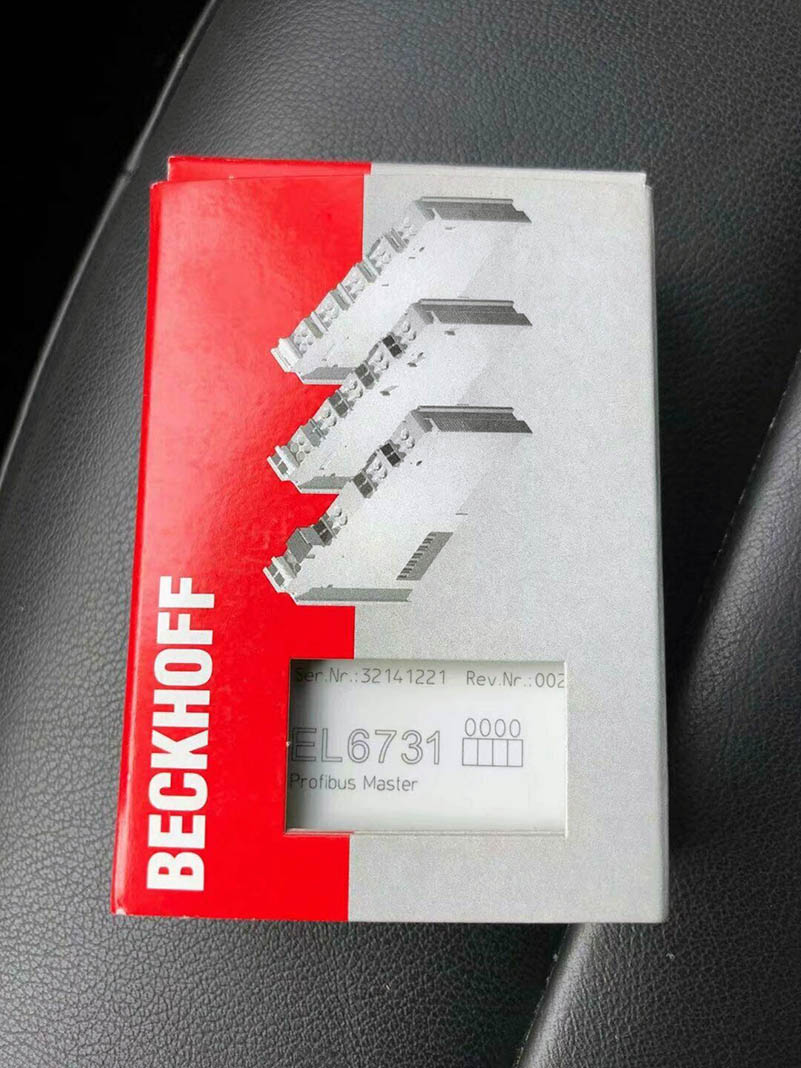 BECKHOFF
Ser.Nr.:32141221 Rev.Nr.:002
0000
EL6731
Profibus Master